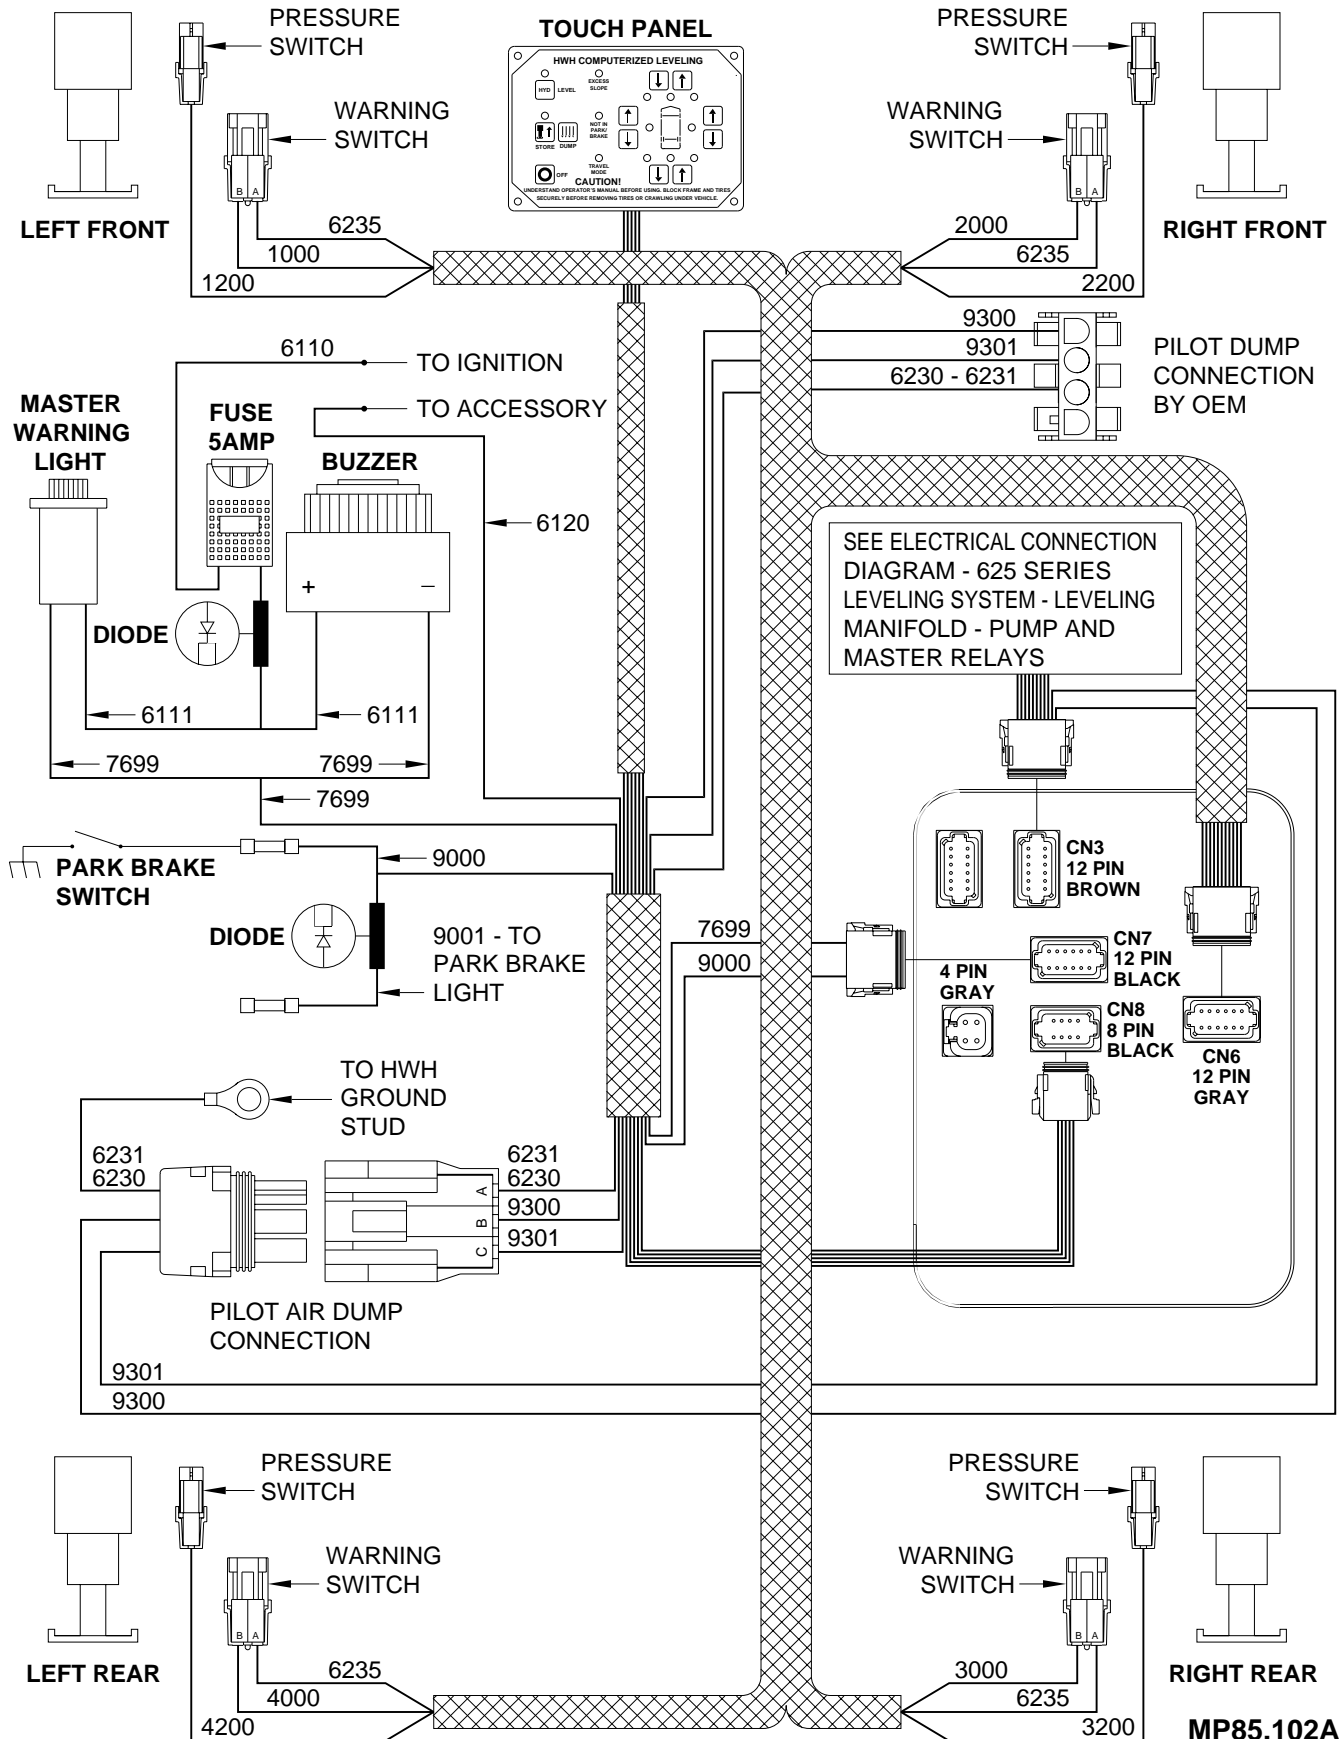 PRESSURE
SWITCH
WARNING
SWITCH
B A
LEFT FRONT
6235
1000
1200
TOUCH PANEL
HWH COMPUTERIZED LEVELING
HYD
LEVEL
EXCESS
SLOPE
NOT IN
PARK/
BRAKE
STORE
DUMP
TRAVEL
MODE
OFF
CAUTION!
UNDERSTAND OPERATOR'S MANUAL BEFORE USING. BLOCK FRAME AND TIRES
SECURELY BEFORE REMOVING TIRES OR CRAWLING UNDER VEHICLE.
PRESSURE
SWITCH
WARNING
SWITCH
B A
RIGHT FRONT
2000
6235
2200
9300
9301
6230 - 6231
PILOT DUMP
CONNECTION
BY OEM
6110
TO IGNITION
TO ACCESSORY
MASTER
WARNING
LIGHT
FUSE
5AMP
BUZZER
+ −
6120
DIODE
6111
6111
7699
7699
7699
SEE ELECTRICAL CONNECTION
DIAGRAM - 625 SERIES
LEVELING SYSTEM - LEVELING
MANIFOLD - PUMP AND
MASTER RELAYS
PARK BRAKE
SWITCH
9000
DIODE
9001 - TO
PARK BRAKE
LIGHT
7699
9000
CN3
12 PIN
BROWN
CN7
12 PIN
BLACK
4 PIN
GRAY
CN8
8 PIN
BLACK
CN6
12 PIN
GRAY
TO HWH
GROUND
STUD
6231
6230
6231
6230
9300
9301
A
B
C
PILOT AIR DUMP
CONNECTION
9301
9300
PRESSURE
SWITCH
WARNING
SWITCH
B A
LEFT REAR
6235
4000
4200
PRESSURE
SWITCH
WARNING
SWITCH
B A
RIGHT REAR
3000
6235
3200
MP85.102A